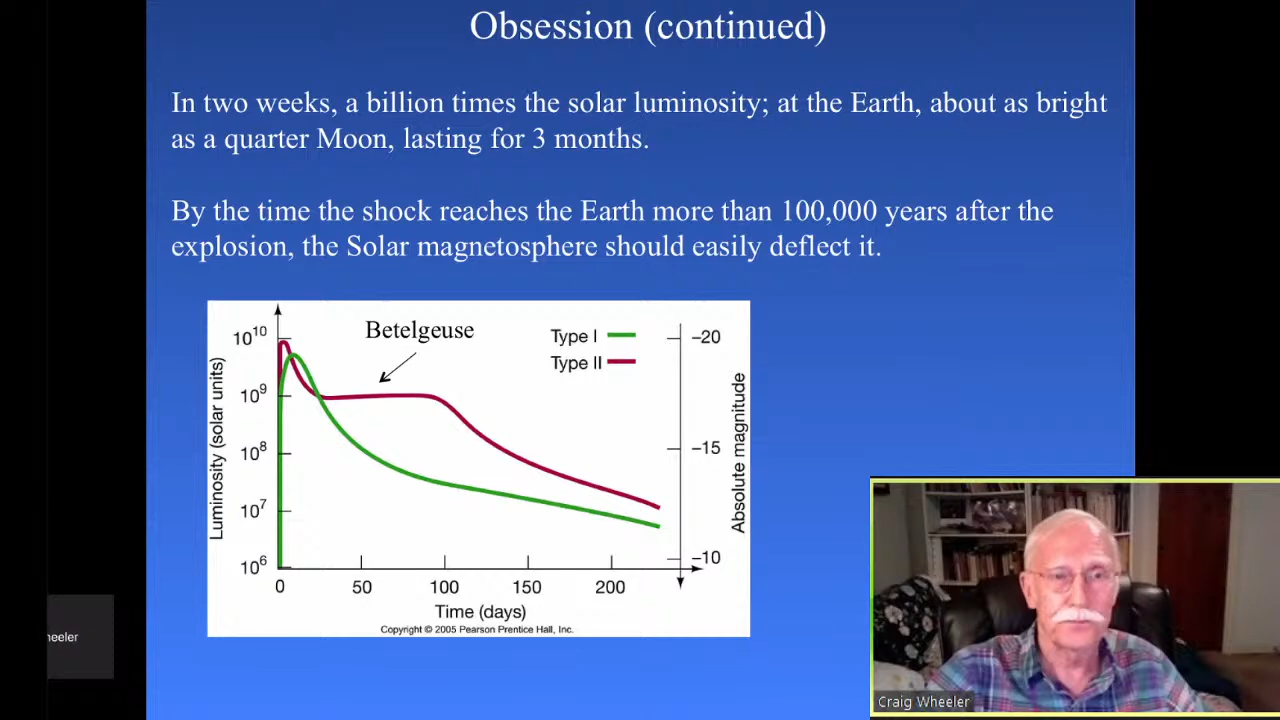 Obsession (continued)
In two weeks, a billion times the solar luminosity; at the Earth, about as bright
as a quarter Moon, lasting for 3 months.
By the time the shock reaches the Earth more than 100,000 years after the
explosion, the Solar magnetosphere should easily deflect it.
Betelgeuse
Type I
Type II
Luminosity (solar units)
10¹⁰
10⁹
10⁸
10⁷
10⁶
0 50 100 150 200
Time (days)
–20
–15
–10
Absolute magnitude
Copyright © 2005 Pearson Prentice Hall, Inc.
heeler
Craig Wheeler